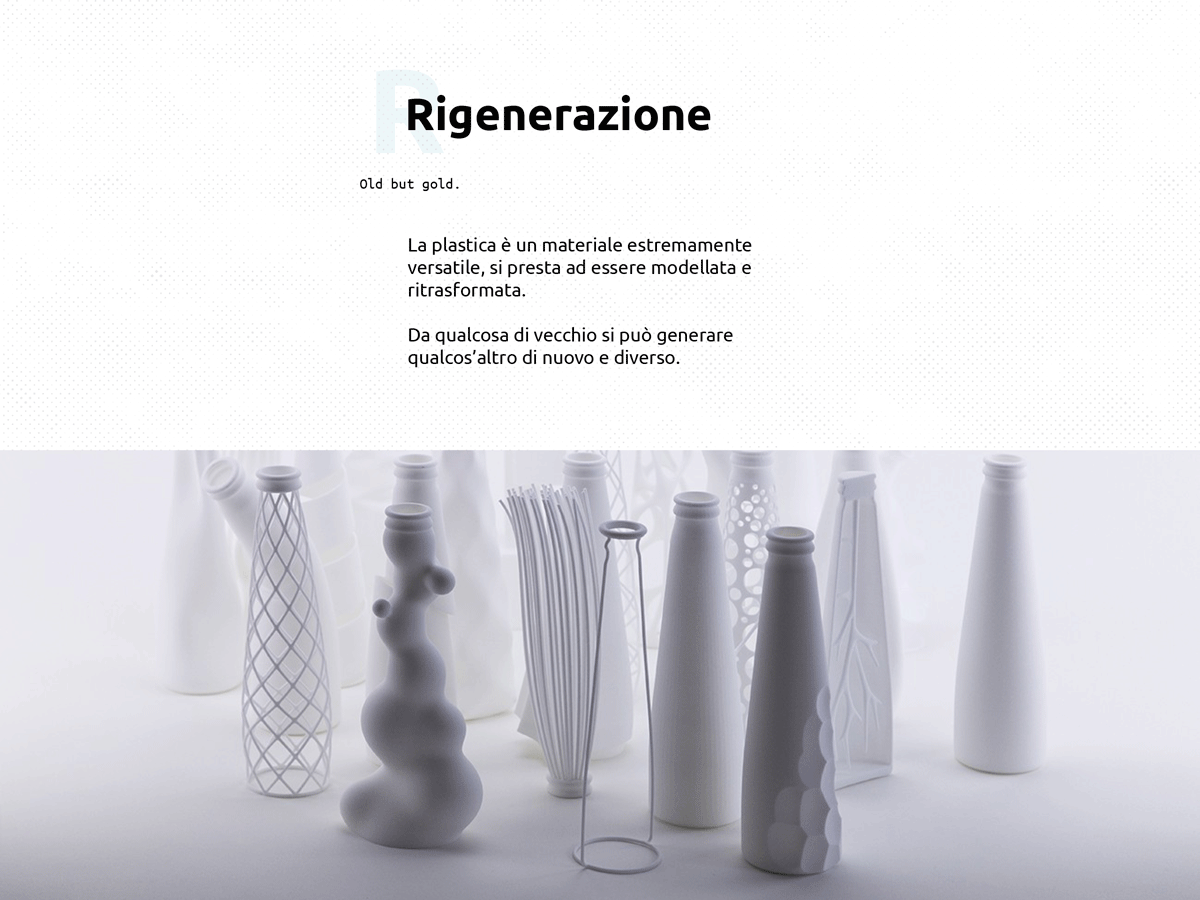 Rigenerazione
Old but gold.
La plastica è un materiale estremamente
versatile, si presta ad essere modellata e
ritrasformata.
Da qualcosa di vecchio si può generare
qualcos’altro di nuovo e diverso.